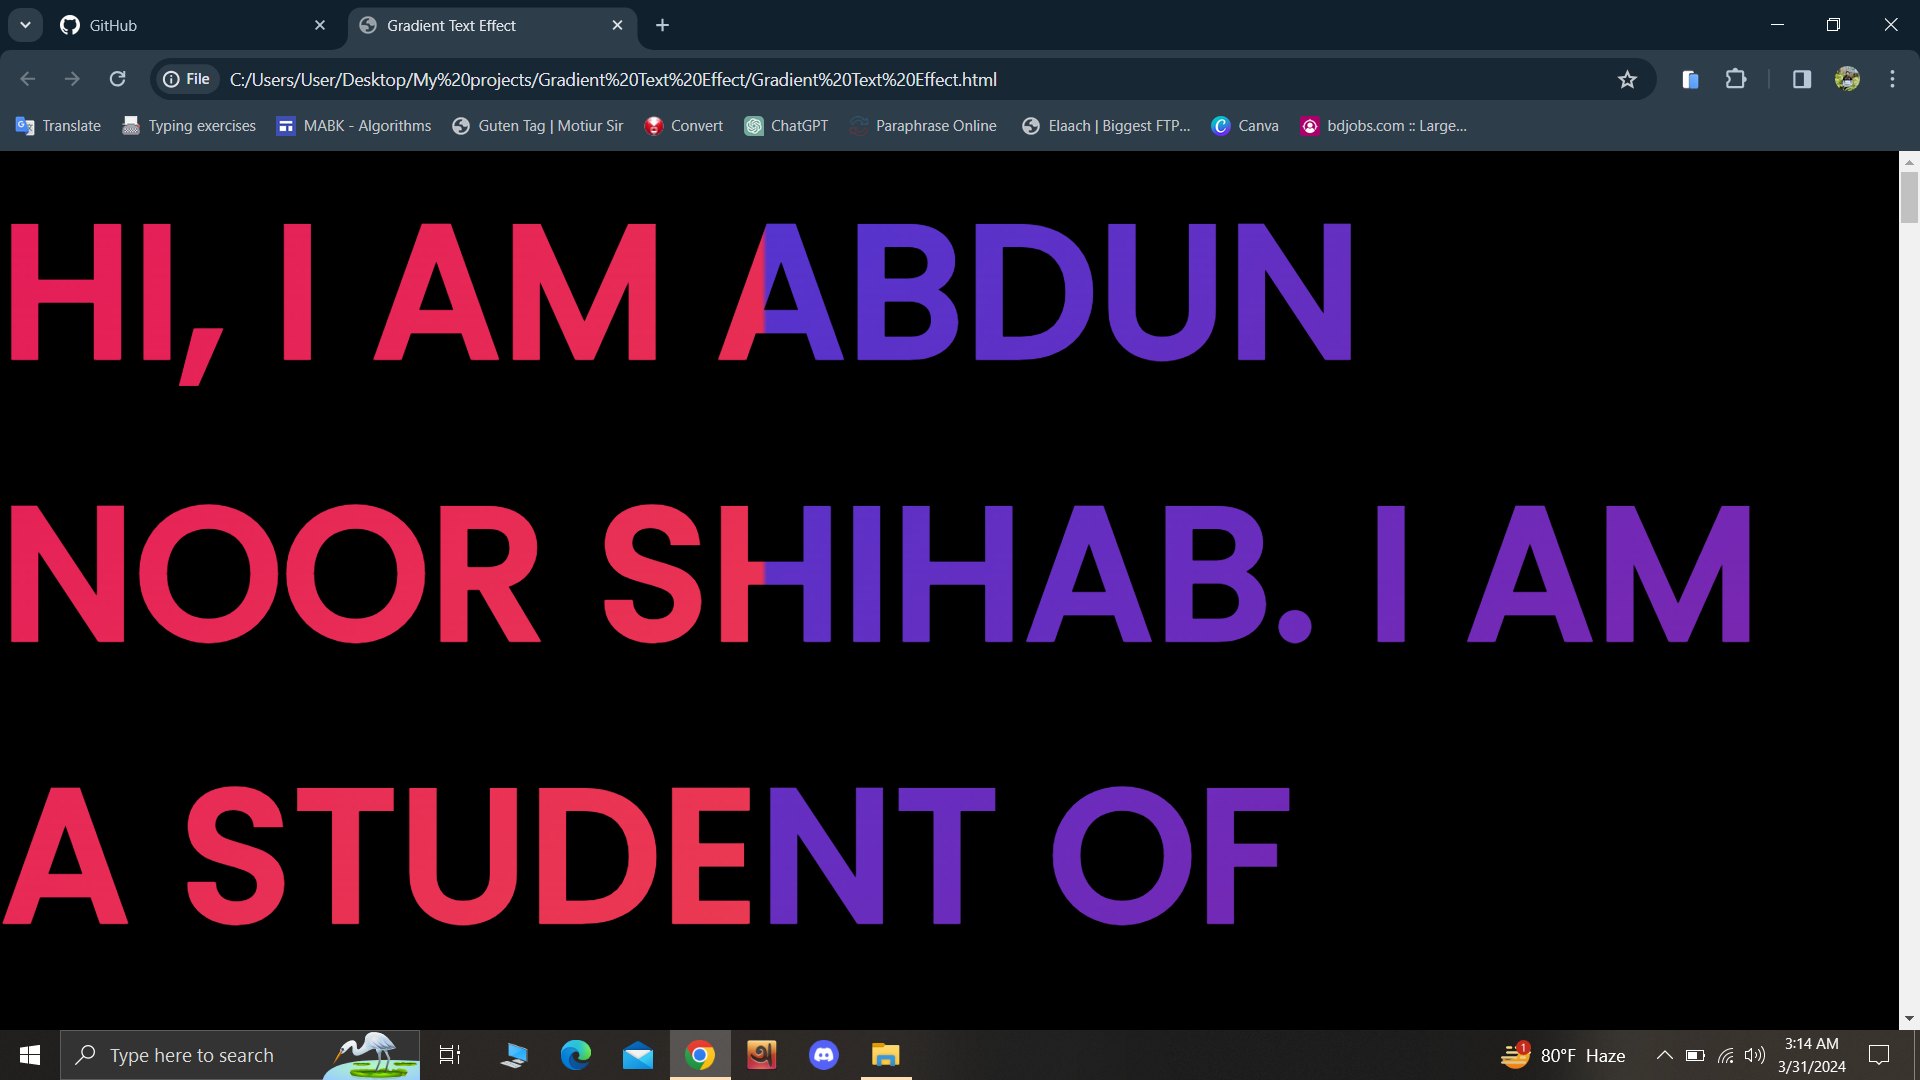 GitHub
Gradient Text Effect
File
C:/Users/User/Desktop/My%20projects/Gradient%20Text%20Effect/Gradient%20Text%20Effect.html
Translate
Typing exercises
MABK - Algorithms
Guten Tag | Motiur Sir
Convert
ChatGPT
Paraphrase Online
Elaach | Biggest FTP...
Canva
bdjobs.com :: Large...
HI, I AM ABDUN
NOOR SHIHAB. I AM
A STUDENT OF
Type here to search
1
80°F Haze
3:14 AM
3/31/2024